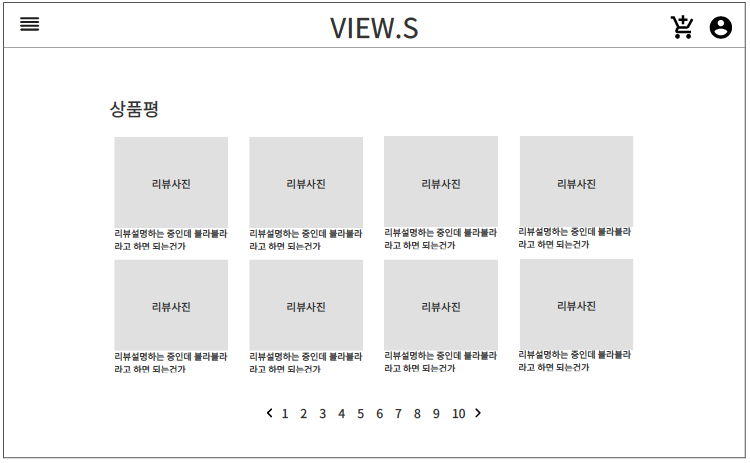 VIEW.S
상품평
리뷰사진 리뷰사진 리뷰사진 리뷰사진
리뷰설명하는 중인데 블라블라 리뷰설명하는 중인데 블라블라 리뷰설명하는 중인데 블라블라 리뷰설명하는 중인데 블라블라
라고 하면 되는건가 라고 하면 되는건가 라고 하면 되는건가 라고 하면 되는건가
리뷰사진 리뷰사진 리뷰사진 리뷰사진
리뷰설명하는 중인데 블라블라 리뷰설명하는 중인데 블라블라 리뷰설명하는 중인데 블라블라 리뷰설명하는 중인데 블라블라
라고 하면 되는건가 라고 하면 되는건가 라고 하면 되는건가 라고 하면 되는건가
1 2 3 4 5 6 7 8 9 10